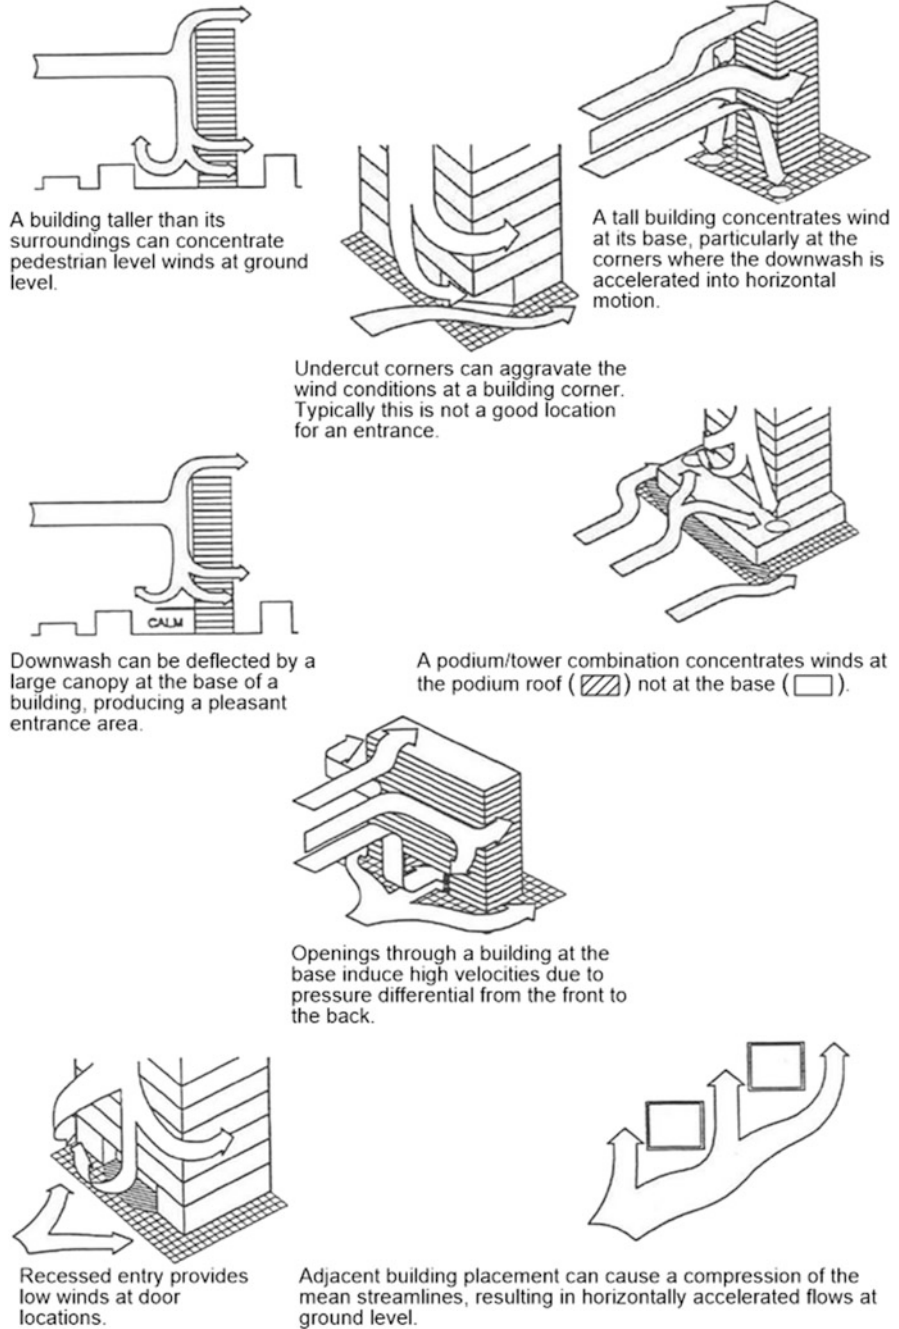 A building taller than its
surroundings can concentrate
pedestrian level winds at ground
level.
A tall building concentrates wind
at its base, particularly at the
corners where the downwash is
accelerated into horizontal
motion.
Undercut corners can aggravate the
wind conditions at a building corner.
Typically this is not a good location
for an entrance.
CALM
Downwash can be deflected by a
large canopy at the base of a
building, producing a pleasant
entrance area.
A podium/tower combination concentrates winds at
the podium roof ( ) not at the base ( ).
Openings through a building at the
base induce high velocities due to
pressure differential from the front to
the back.
Recessed entry provides
low winds at door
locations.
Adjacent building placement can cause a compression of the
mean streamlines, resulting in horizontally accelerated flows at
ground level.